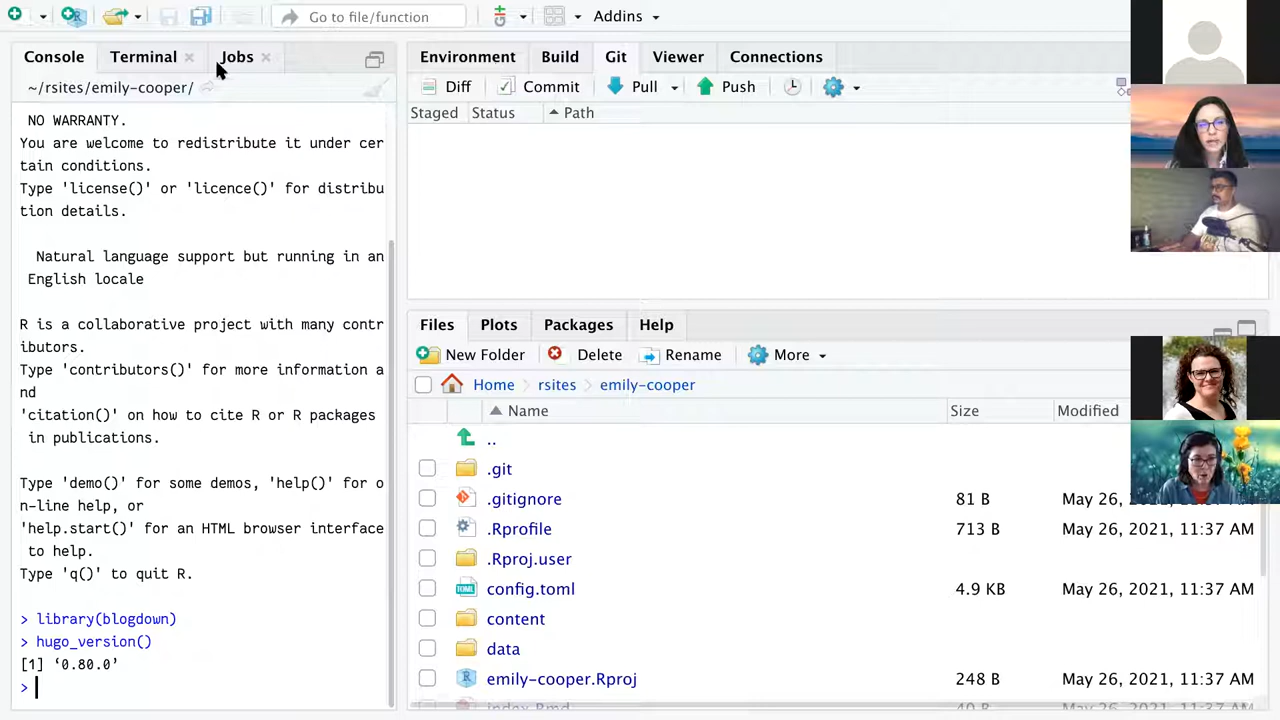 Go to file/function
Addins
Console
Terminal
Jobs
~/rsites/emily-cooper/
NO WARRANTY.
You are welcome to redistribute it under cer
tain conditions.
Type 'license()' or 'licence()' for distribu
tion details.
Natural language support but running in an
English locale
R is a collaborative project with many contr
ibutors.
Type 'contributors()' for more information a
nd
'citation()' on how to cite R or R packages
in publications.
Type 'demo()' for some demos, 'help()' for o
n-line help, or
'help.start()' for an HTML browser interface
to help.
Type 'q()' to quit R.
> library(blogdown)
> hugo_version()
[1] ‘0.80.0’
>
Environment
Build
Git
Viewer
Connections
Diff
Commit
Pull
Push
Staged
Status
Path
Files
Plots
Packages
Help
New Folder
Delete
Rename
More
Home
rsites
emily-cooper
Name
Size
Modified
..
.git
.gitignore 81 B May 26, 2021, 11:37 AM
.Rprofile 713 B May 26, 2021, 11:37 AM
.Rproj.user
config.toml 4.9 KB May 26, 2021, 11:37 AM
content
data
emily-cooper.Rproj 248 B May 26, 2021, 11:37 AM
index.Rmd